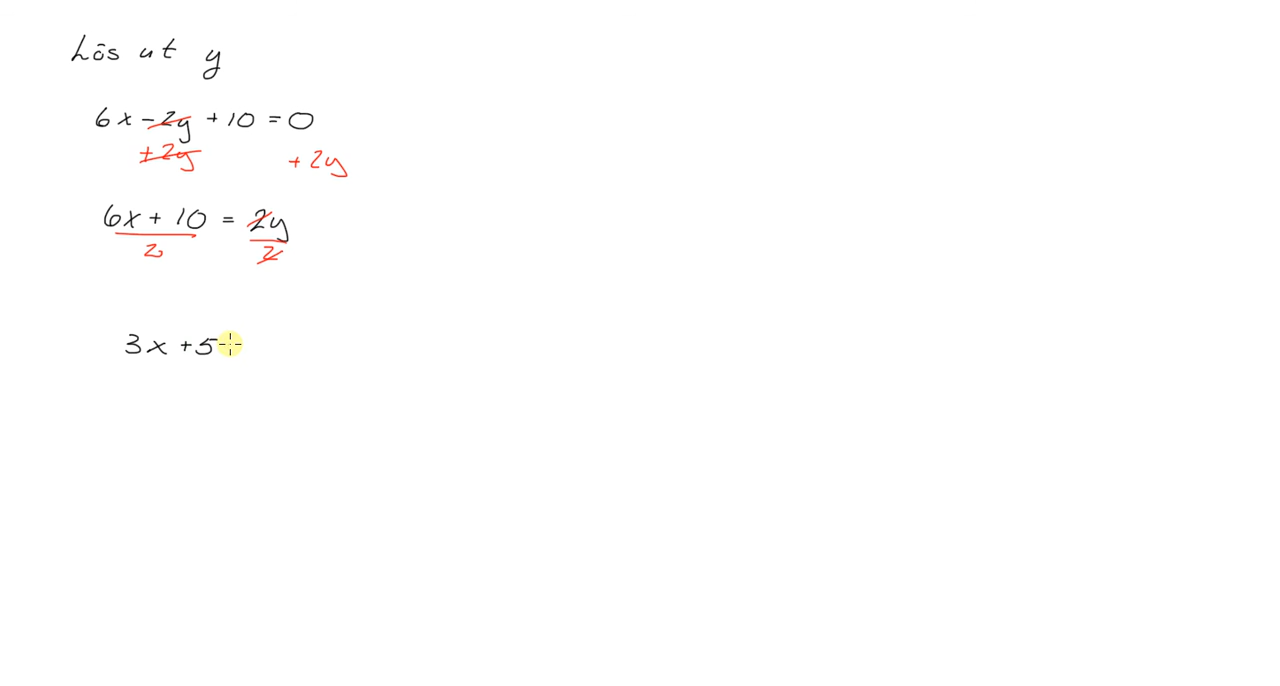 Lös ut y
6x - 2y + 10 = 0
+ 2y + 2y
6x + 10 = 2y
2 2
3x + 5